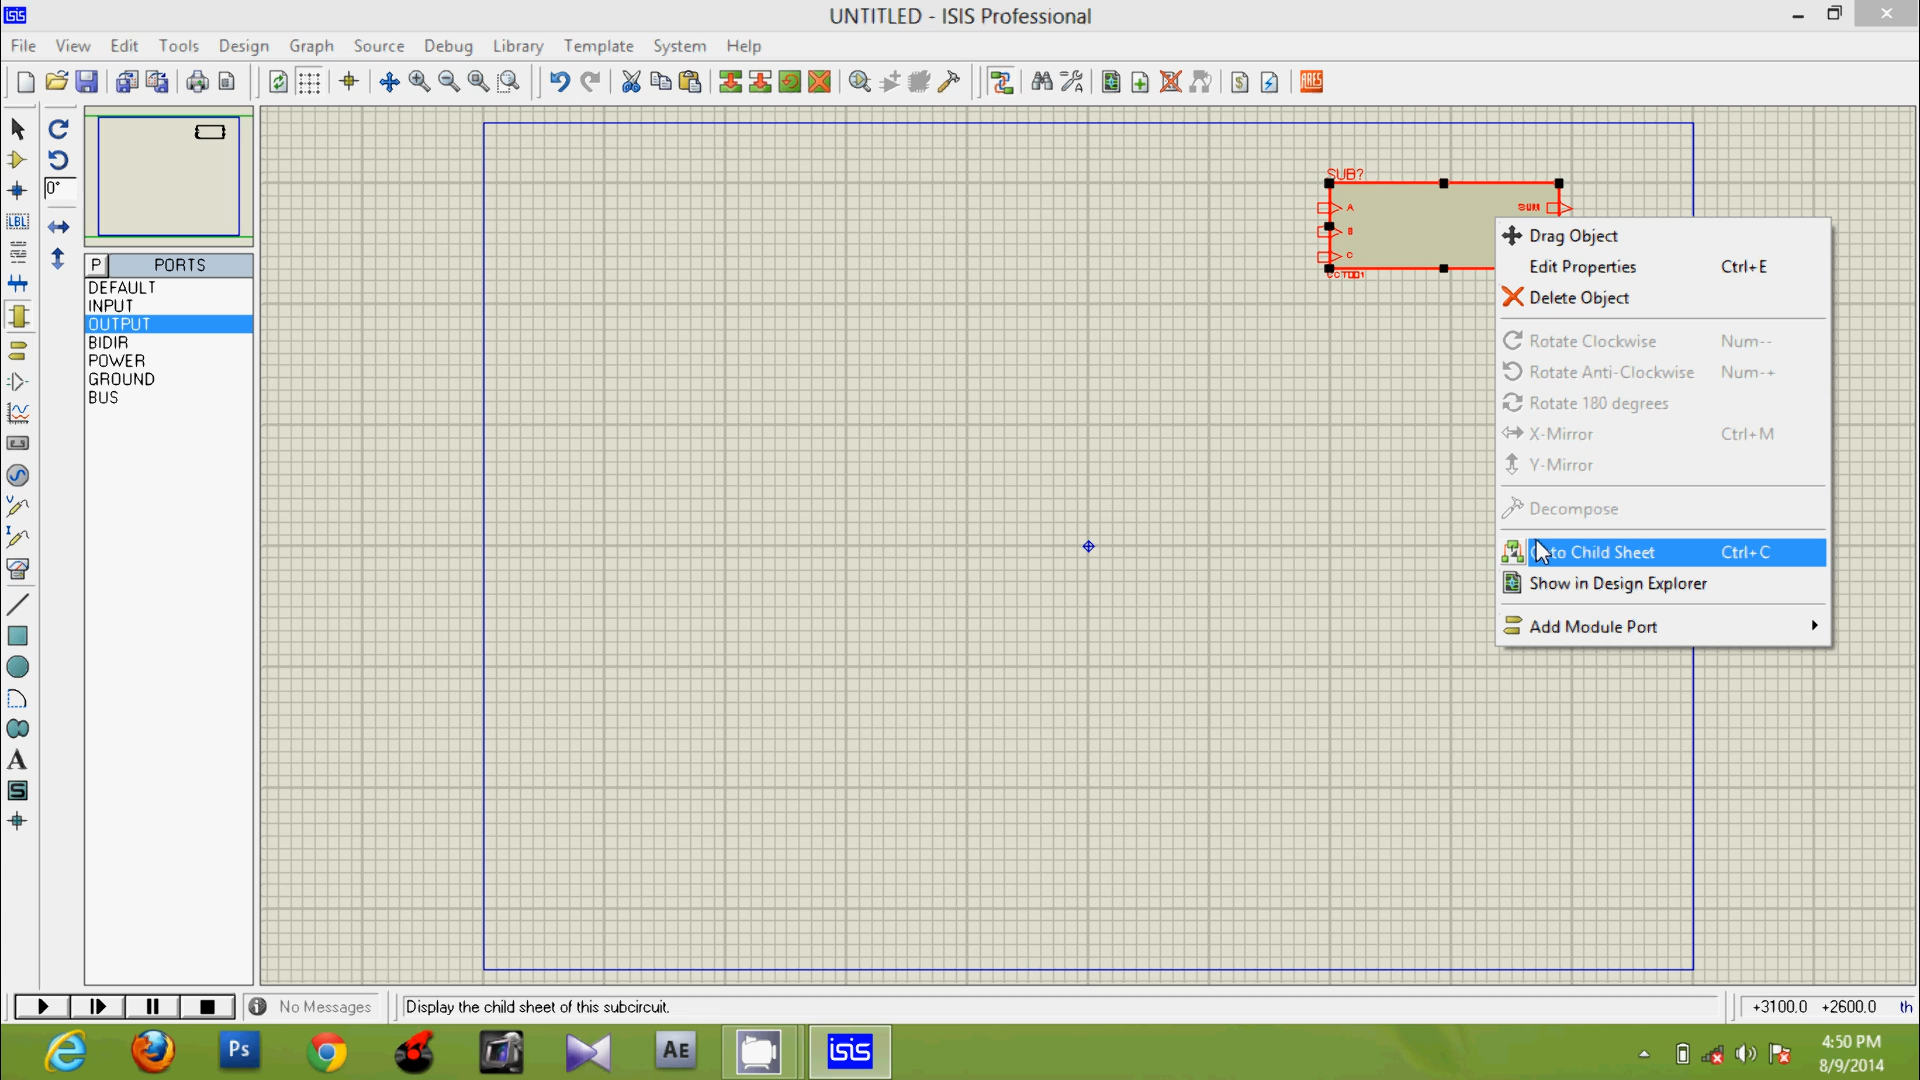 isis
UNTITLED - ISIS Professional
File View Edit Tools Design Graph Source Debug Library Template System Help
ARES
0°
LBL
P PORTS
DEFAULT
INPUT
OUTPUT
BIDIR
POWER
GROUND
BUS
SUB?
A
B
C
SUM
CCT001
Drag Object
Edit Properties Ctrl+E
Delete Object
Rotate Clockwise Num--
Rotate Anti-Clockwise Num-+
Rotate 180 degrees
X-Mirror Ctrl+M
Y-Mirror
Decompose
to Child Sheet Ctrl+C
Show in Design Explorer
Add Module Port
V
I
A
S
No Messages
Display the child sheet of this subcircuit.
+3100.0 +2600.0 th
Ps
AE
isis
4:50 PM
8/9/2014